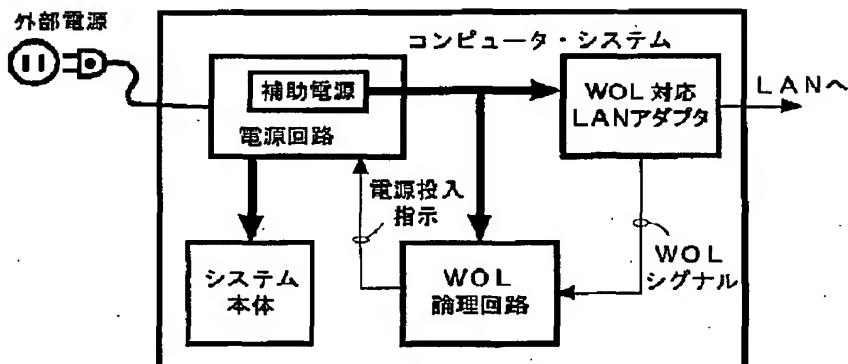 外部電源
コンピュータ・システム
補助電源
電源回路
WOL 対応
LANアダプタ
LANへ
電源投入
指示
システム
本体
WOL
論理回路
WOL
シグナル